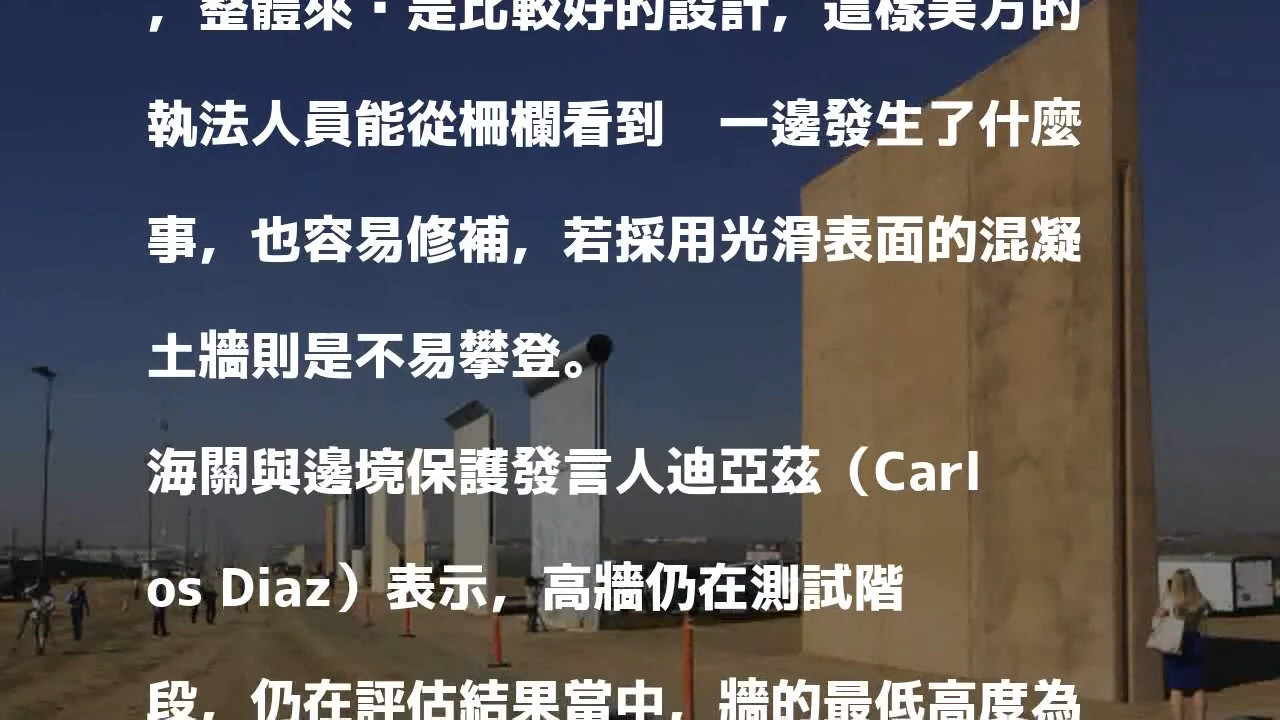 ，整體來·是比較好的設計，這樣美方的
執法人員能從柵欄看到　一邊發生了什麼
事，也容易修補，若採用光滑表面的混凝
土牆則是不易攀登。
海關與邊境保護發言人迪亞茲（Carl
os Diaz）表示，高牆仍在測試階
段，仍在評估結果當中，牆的最低高度為